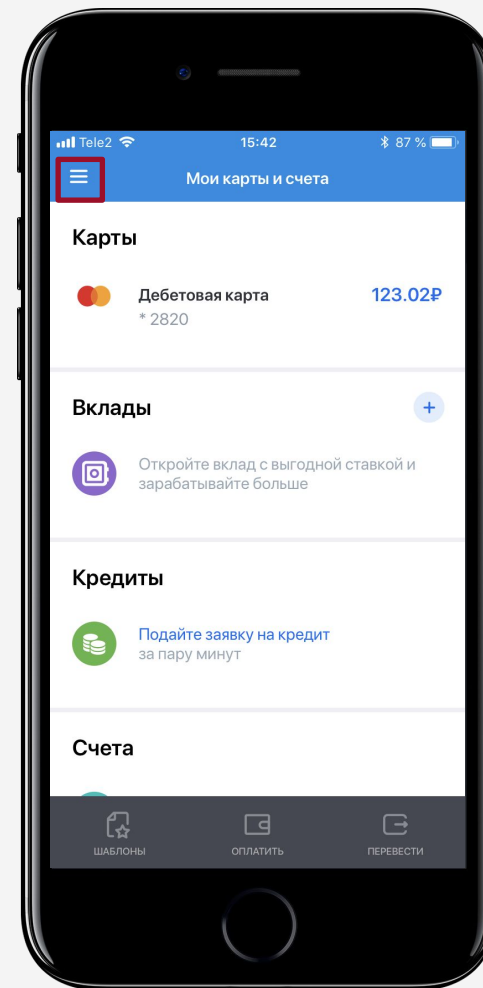 Tele2 15:42 87 %
Мои карты и счета
Карты
Дебетовая карта 123.02₽
* 2820
Вклады +
Откройте вклад с выгодной ставкой и
зарабатывайте больше
Кредиты
Подайте заявку на кредит
за пару минут
Счета
ШАБЛОНЫ ОПЛАТИТЬ ПЕРЕВЕСТИ